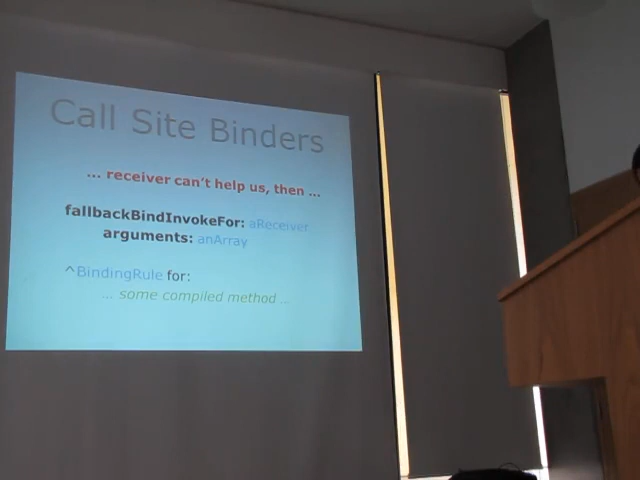 Call Site Binders
... receiver can't help us, then ...
fallbackBindInvokeFor: aReceiver
arguments: anArray
^BindingRule for:
... some compiled method ...